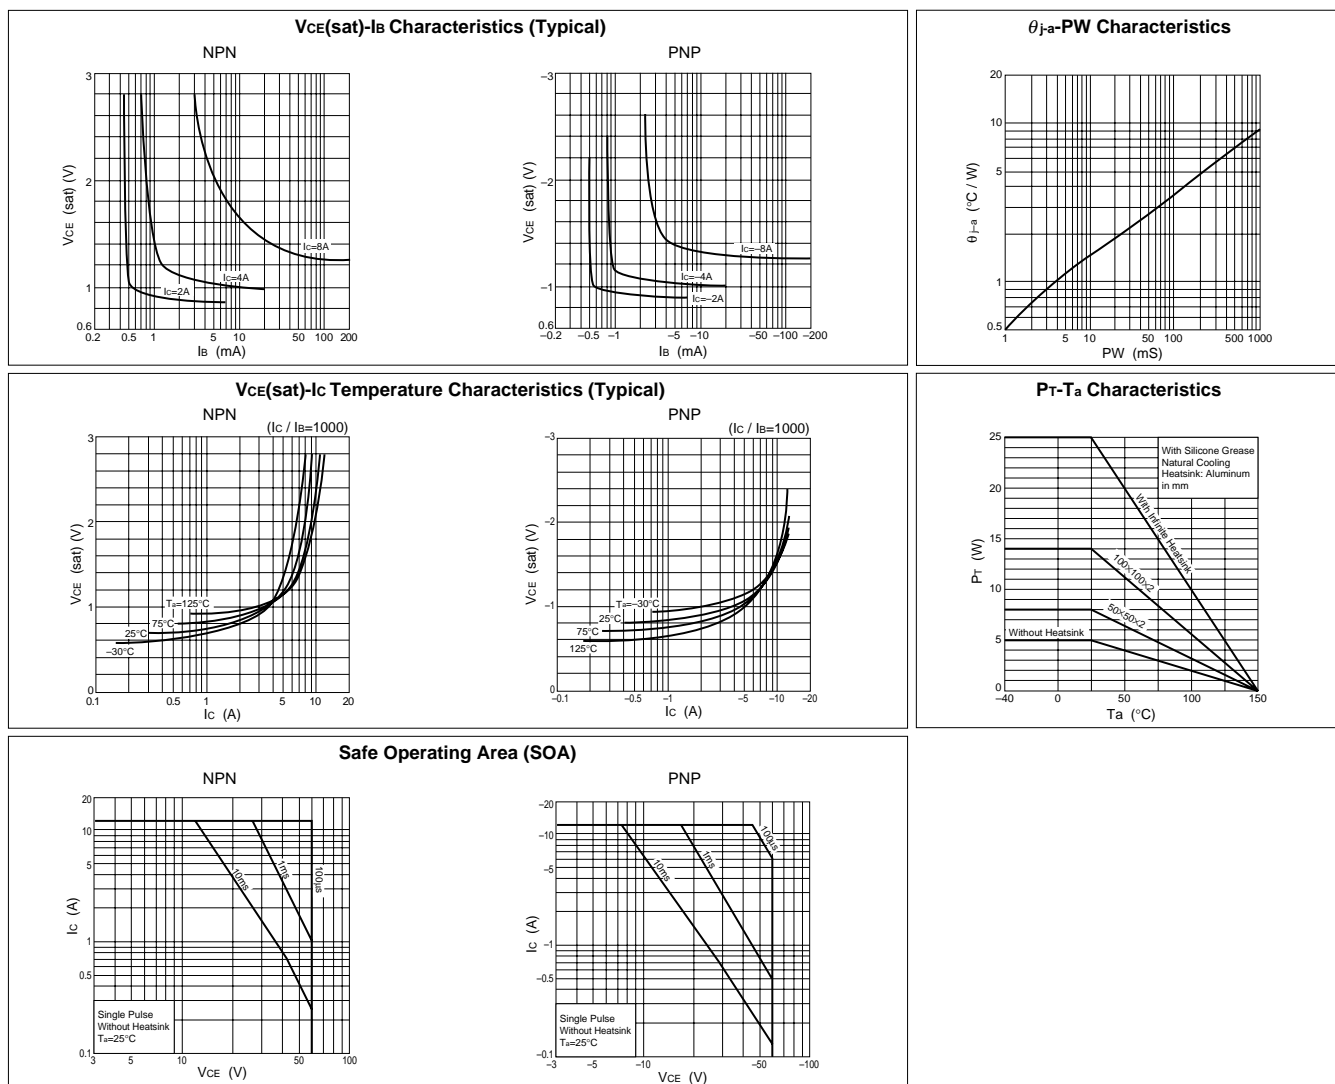 VCE(sat)-IB Characteristics (Typical)
NPN
3
2
1
0.6
VCE (sat) (V)
IC=8A
IC=4A
IC=2A
0.2 0.5 1 5 10 50 100 200
IB (mA)
PNP
–3
–2
–1
0.6
VCE (sat) (V)
IC=–8A
IC=–4A
IC=–2A
–0.2 –0.5 –1 –5 –10 –50 –100 –200
IB (mA)
θj-a-PW Characteristics
20
10
5
1
0.5
θj–a (°C / W)
1 5 10 50 100 500 1000
PW (mS)
VCE(sat)-IC Temperature Characteristics (Typical)
NPN
(IC / IB=1000)
3
2
1
0
VCE (sat) (V)
Ta=125°C
75°C
25°C
–30°C
0.1 0.5 1 5 10 20
IC (A)
PNP
(IC / IB=1000)
–3
–2
–1
0
VCE (sat) (V)
Ta=–30°C
25°C
75°C
125°C
–0.1 –0.5 –1 –5 –10 –20
IC (A)
PT-Ta Characteristics
25
20
15
10
5
0
PT (W)
With Silicone Grease
Natural Cooling
Heatsink: Aluminum
in mm
With Infinite Heatsink
100×100×2
50×50×2
Without Heatsink
–40 0 50 100 150
Ta (°C)
Safe Operating Area (SOA)
NPN
20
10
5
1
0.5
0.1
IC (A)
10ms
1ms
100µs
Single Pulse
Without Heatsink
Ta=25°C
3 5 10 50 100
VCE (V)
PNP
–20
–10
–5
–1
–0.5
–0.1
IC (A)
10ms
1ms
100µs
Single Pulse
Without Heatsink
Ta=25°C
–3 –5 –10 –50 –100
VCE (V)